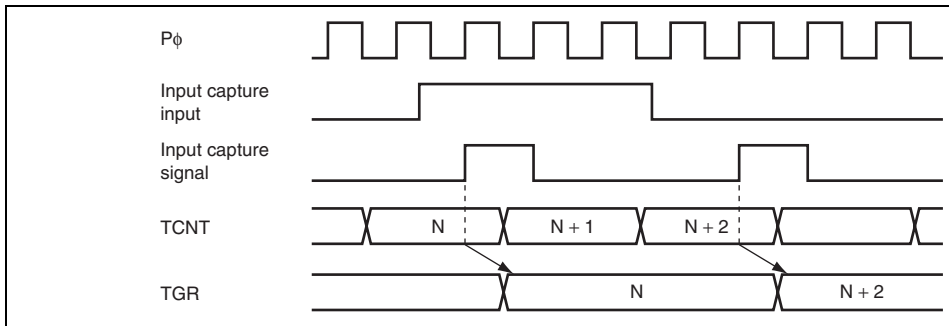 Pϕ
Input capture
input
Input capture
signal
TCNT N N + 1 N + 2
TGR N N + 2